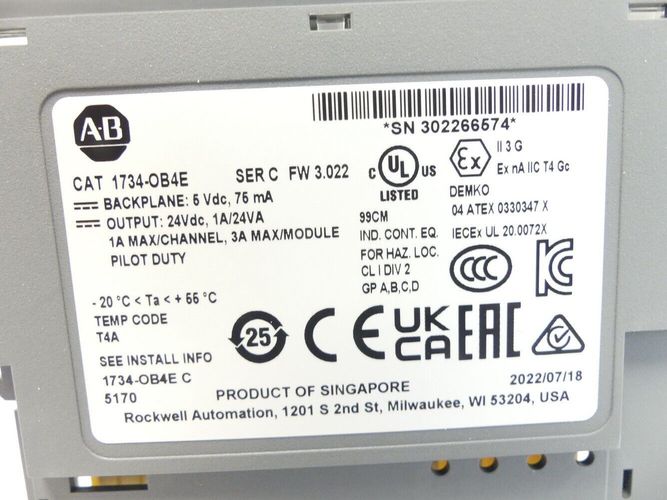 A-B
*SN 302266574*
CAT 1734-OB4E SER C FW 3.022
BACKPLANE: 5 Vdc, 75 mA
OUTPUT: 24Vdc, 1A/24VA
1A MAX/CHANNEL, 3A MAX/MODULE
PILOT DUTY
C UL US
LISTED
99CM
IND. CONT. EQ.
FOR HAZ. LOC.
CL I DIV 2
GP A,B,C,D
Ex
II 3 G
Ex nA IIC T4 Gc
DEMKO
04 ATEX 0330347 X
IECEx UL 20.0072X
CCC
KC
- 20 °C < Ta < + 55 °C
TEMP CODE
T4A
SEE INSTALL INFO
1734-OB4E C
5170
25
CE
UK
CA
EAC
PRODUCT OF SINGAPORE
2022/07/18
Rockwell Automation, 1201 S 2nd St, Milwaukee, WI 53204, USA